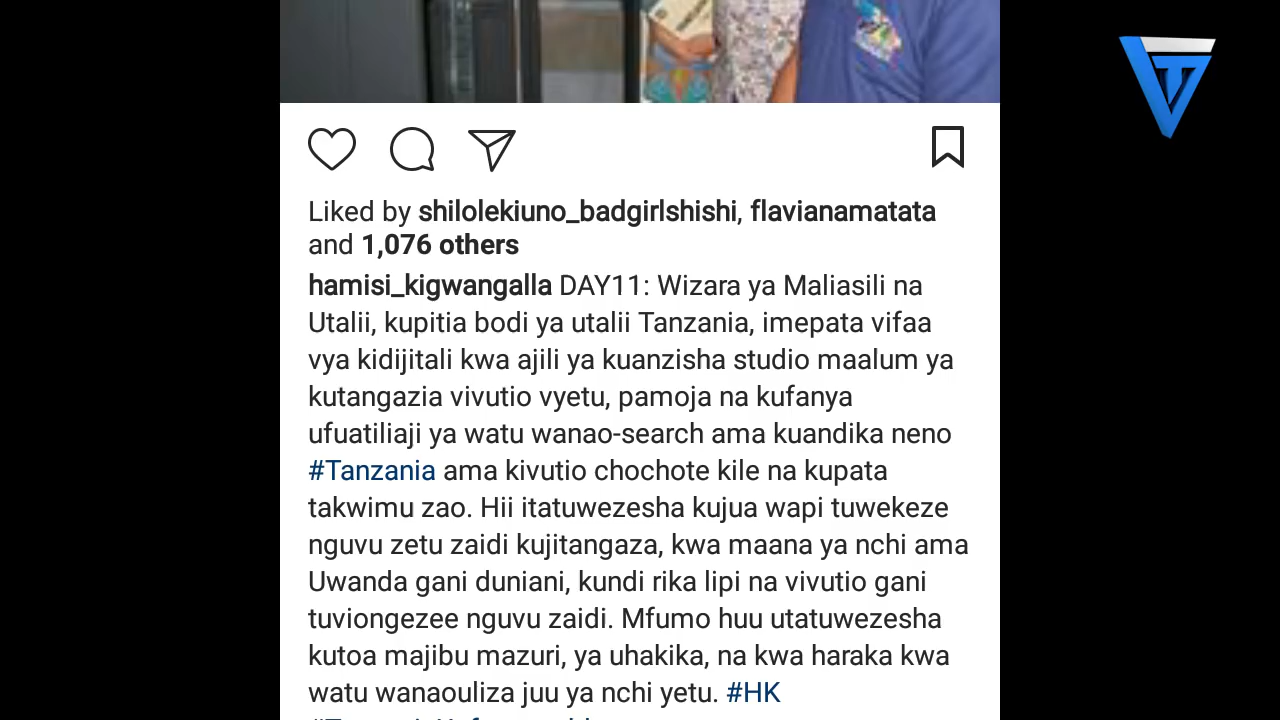 Liked by shilolekiuno_badgirlshishi, flavianamatata
and 1,076 others
hamisi_kigwangalla DAY11: Wizara ya Maliasili na
Utalii, kupitia bodi ya utalii Tanzania, imepata vifaa
vya kidijitali kwa ajili ya kuanzisha studio maalum ya
kutangazia vivutio vyetu, pamoja na kufanya
ufuatiliaji ya watu wanao-search ama kuandika neno
#Tanzania ama kivutio chochote kile na kupata
takwimu zao. Hii itatuwezesha kujua wapi tuwekeze
nguvu zetu zaidi kujitangaza, kwa maana ya nchi ama
Uwanda gani duniani, kundi rika lipi na vivutio gani
tuviongezee nguvu zaidi. Mfumo huu utatuwezesha
kutoa majibu mazuri, ya uhakika, na kwa haraka kwa
watu wanaouliza juu ya nchi yetu. #HK